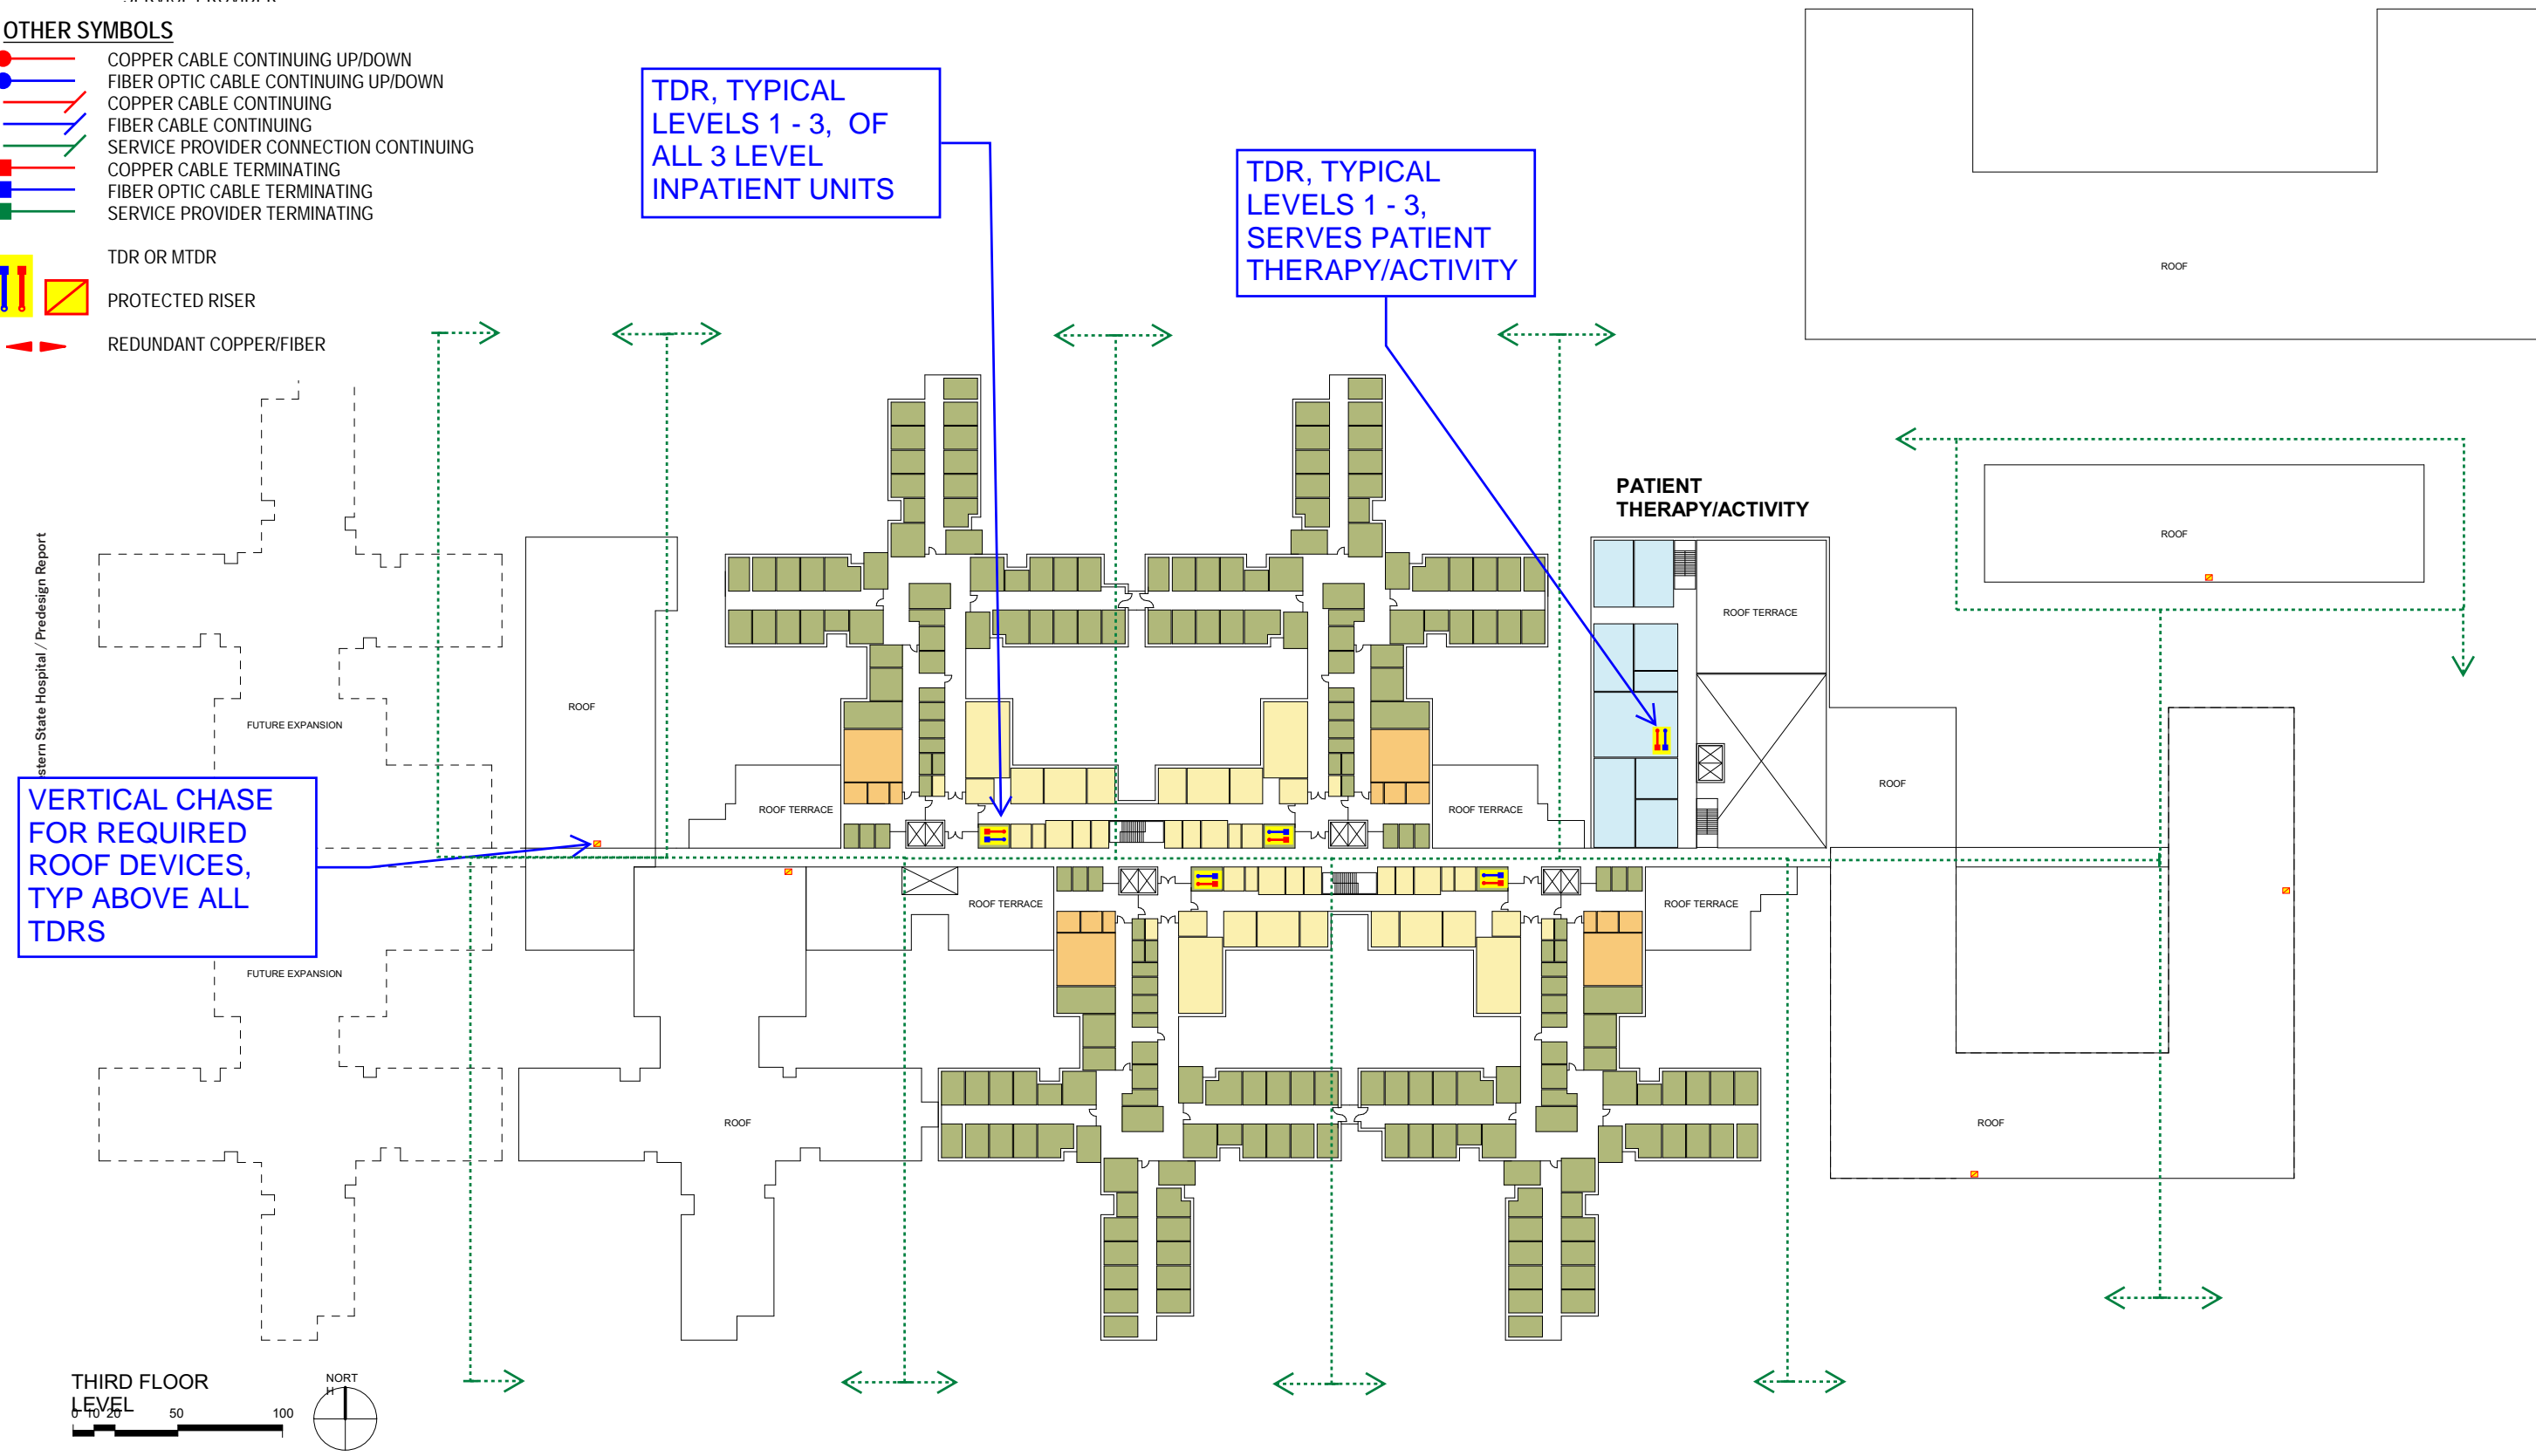 OTHER SYMBOLS
COPPER CABLE CONTINUING UP/DOWN
FIBER OPTIC CABLE CONTINUING UP/DOWN
COPPER CABLE CONTINUING
FIBER CABLE CONTINUING
SERVICE PROVIDER CONNECTION CONTINUING
COPPER CABLE TERMINATING
FIBER OPTIC CABLE TERMINATING
SERVICE PROVIDER TERMINATING
TDR OR MTDR
PROTECTED RISER
REDUNDANT COPPER/FIBER
TDR, TYPICAL
LEVELS 1 - 3, OF
ALL 3 LEVEL
INPATIENT UNITS
TDR, TYPICAL
LEVELS 1 - 3,
SERVES PATIENT
THERAPY/ACTIVITY
ROOF
PATIENT
THERAPY/ACTIVITY
ROOF
ROOF TERRACE
stern State Hospital / Predesign Report
ROOF
FUTURE EXPANSION
ROOF
ROOF TERRACE
ROOF TERRACE
VERTICAL CHASE
FOR REQUIRED
ROOF DEVICES,
TYP ABOVE ALL
TDRS
ROOF TERRACE
ROOF TERRACE
FUTURE EXPANSION
ROOF
ROOF
THIRD FLOOR
LEVEL
0 10 20 50 100
NORT
H